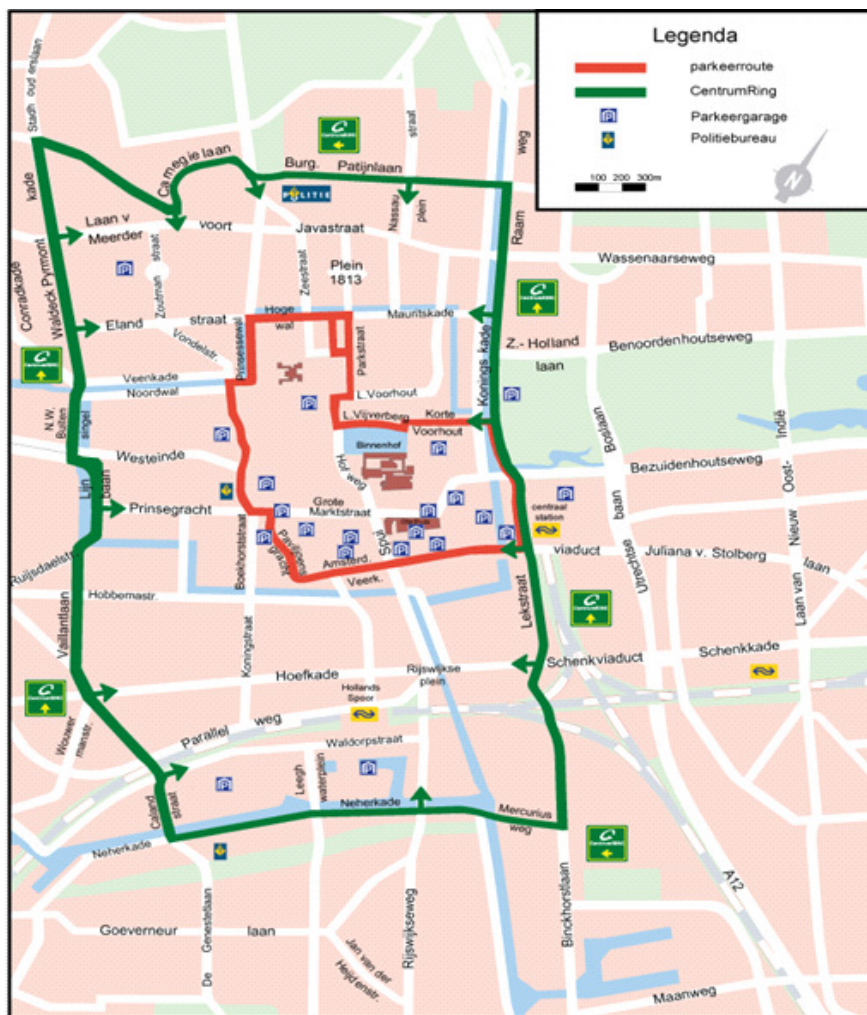 Legenda
parkeerroute
CentrumRing
Parkeergarage
Politiebureau
100 200 300m
N
Stadh oud erslaan
kade
Carnegie laan
CentrumRING
Burg. Patijnlaan
straat
weg
POLITIE
Laan v
Meerder
voort
Javastraat
Nassau
plein
Raam
Conradkade
Waldeck Pyrmont
Zoutman straat
Zeestraat
Plein
1813
Wassenaarseweg
Eland
straat
Hoge
wal
Mauritskade
Konings kade
Vondelstr.
Prinsessewal
Parkstraat
Z.- Holland
laan
Benoordenhoutseweg
Veenkade
Noordwal
L.Voorhout
L.Vijverberg
Korte
Voorhout
N.W.
Buiten
singel
Binnenhof
Boslaan
Westeinde
Hof weg
Bezuidenhoutseweg
Lijn
baan
Prinsegracht
Grote
Marktstraat
Spui
centraal
station
Utrechtse baan
Laan van Nieuw Oost-
Indië
Ruijsdaelstr.
Boekhorststraat
Paviljoens
gracht
Amsterd.
Veerk.
viaduct
Juliana v. Stolberg
laan
Hobbemastr.
Lekstraat
Vaillantlaan
Koningstraat
Hoefkade
Rijswijkse
plein
Schenkviaduct
Schenkkade
Wouwer
manstr.
Hollands
Spoor
Parallel weg
Waldorpstraat
Leegh
waterplein
Caland
straat
Neherkade
Mercurius
weg
Neherkade
De Genestetlaan
Rijswijkseweg
Binckhorstlaan
A12
Goeverneur laan
Jan van der
Heijdenstr.
Maanweg